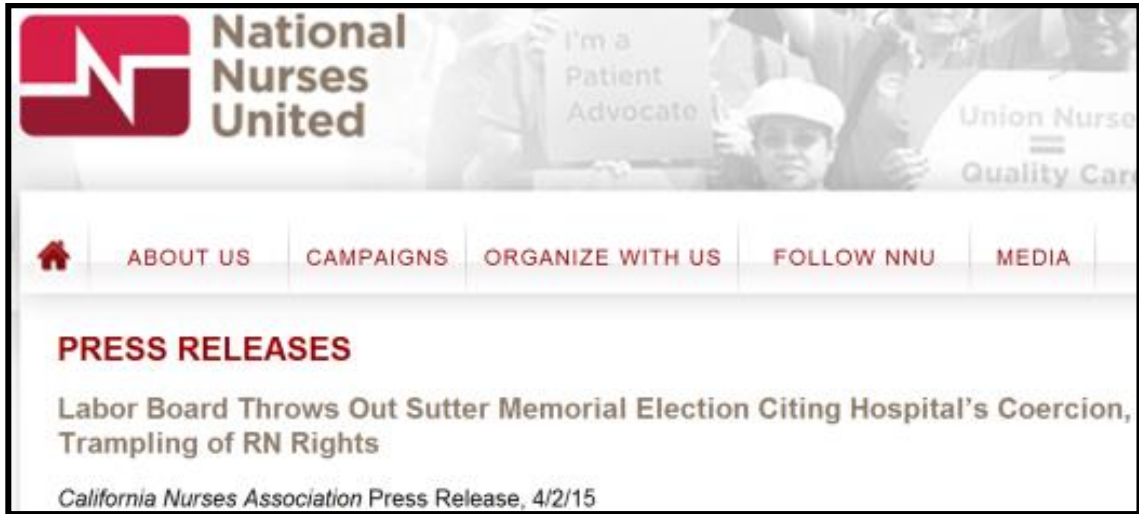 National
Nurses
United
I'm a
Patient
Advocate
Union Nurse
=
Quality Care
ABOUT US
CAMPAIGNS
ORGANIZE WITH US
FOLLOW NNU
MEDIA
PRESS RELEASES
Labor Board Throws Out Sutter Memorial Election Citing Hospital's Coercion,
Trampling of RN Rights
California Nurses Association Press Release, 4/2/15